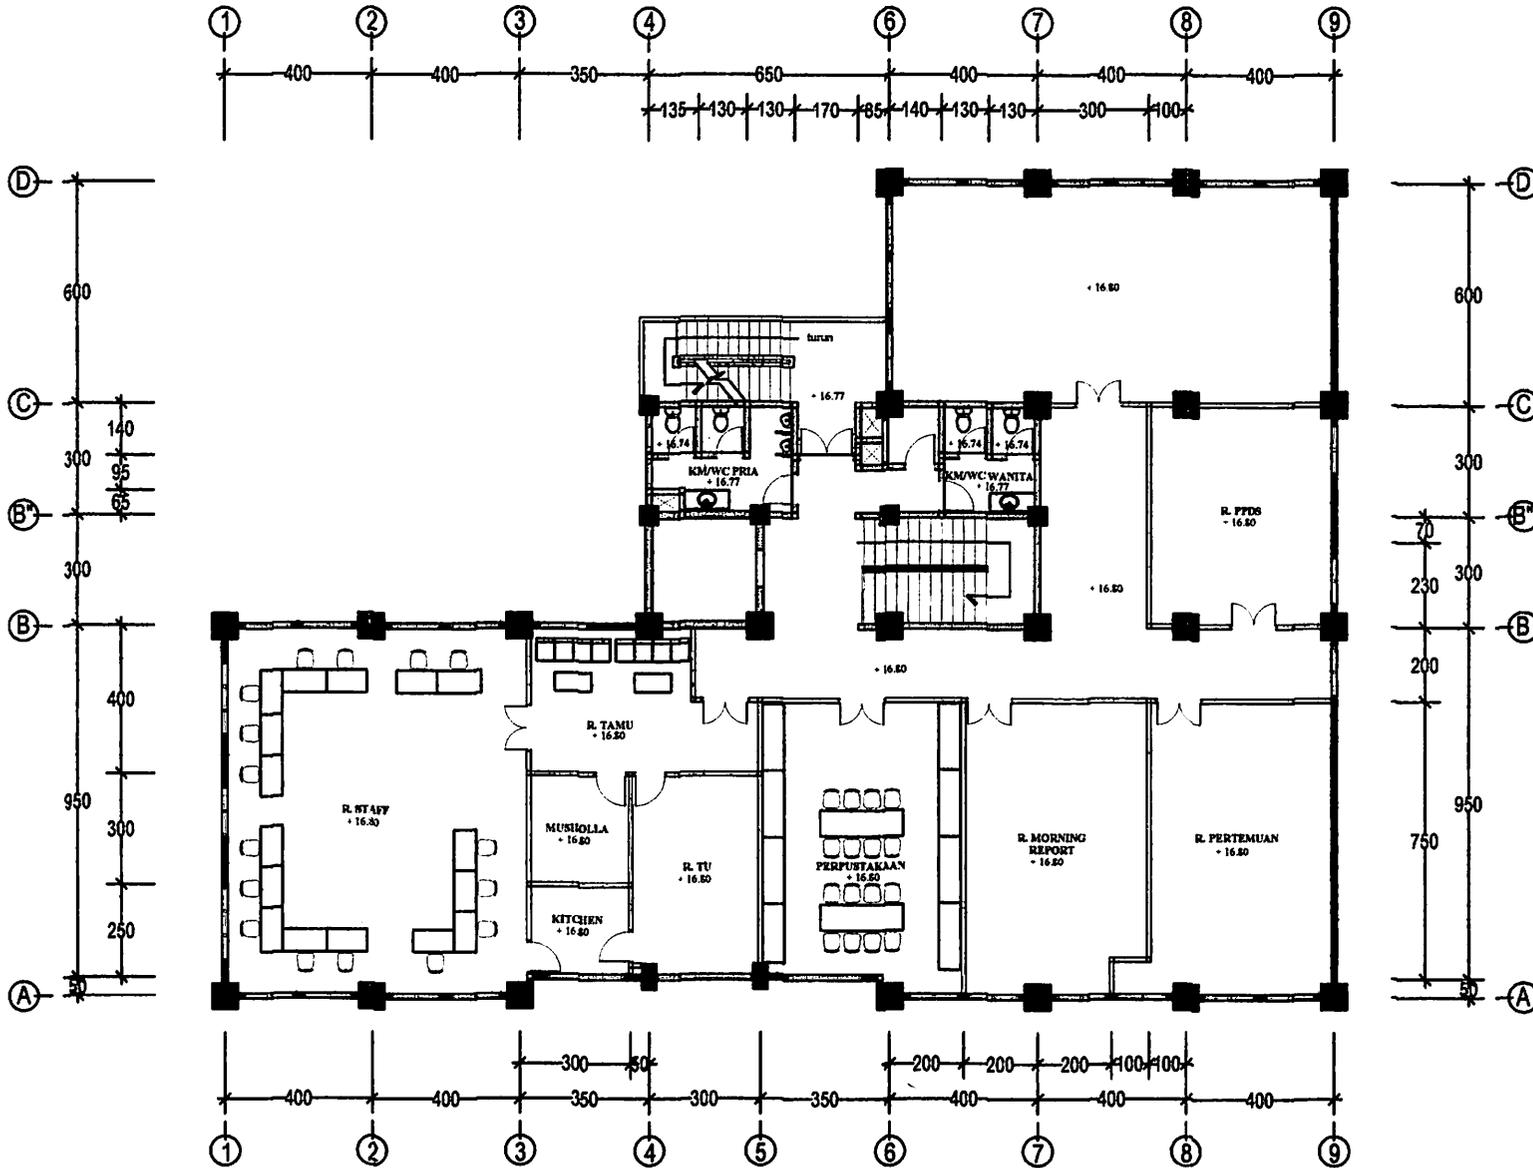 1 2 3 4 6 7 8 9
400 400 350 650 400 400 400
135 130 130 170 85 140 130 130 300 100
D D
600 + 16.80 600
turun
+ 16.77
C C
140
300 + 16.74 + 16.74 + 16.74 300
95 KM/WC PRIA KM/WC WANITA
+ 16.77 + 16.77
65
B" R. PPDS B"
+ 16.80
70
300 230 300
+ 16.80
B B
+ 16.80 200
400
R. TAMU
+ 16.80
950 R. STAFF 950
+ 16.80
300 MUSHOLLA R. MORNING R. PERTEMUAN 750
+ 16.80 REPORT + 16.80
+ 16.80
R. TU PERPUSTAKAAN
+ 16.80 + 16.80
KITCHEN
+ 16.80
250
50 50
A A
300 50 200 200 200 100 100
400 400 350 300 350 400 400 400
1 2 3 4 5 6 7 8 9